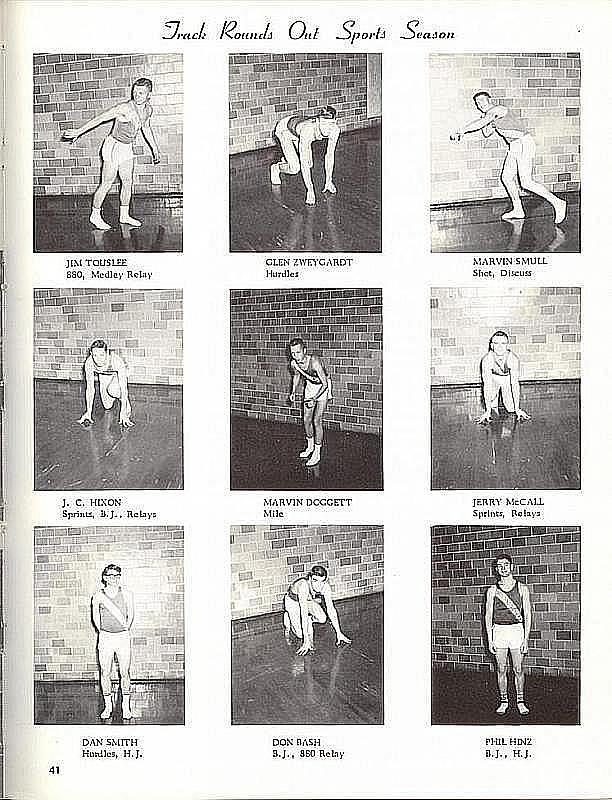 Track Rounds Out Sports Season
JIM TOUSLEE
880, Medley Relay
GLEN ZWEYGARDT
Hurdles
MARVIN SMULL
Shot, Discuss
J. C. HIXON
Sprints, B.J., Relays
MARVIN DOGGETT
Mile
JERRY McCALL
Sprints, Relays
DAN SMITH
Hurdles, H.J.
DON BASH
B.J., 880 Relay
PHIL HINZ
B.J., H.J.
41